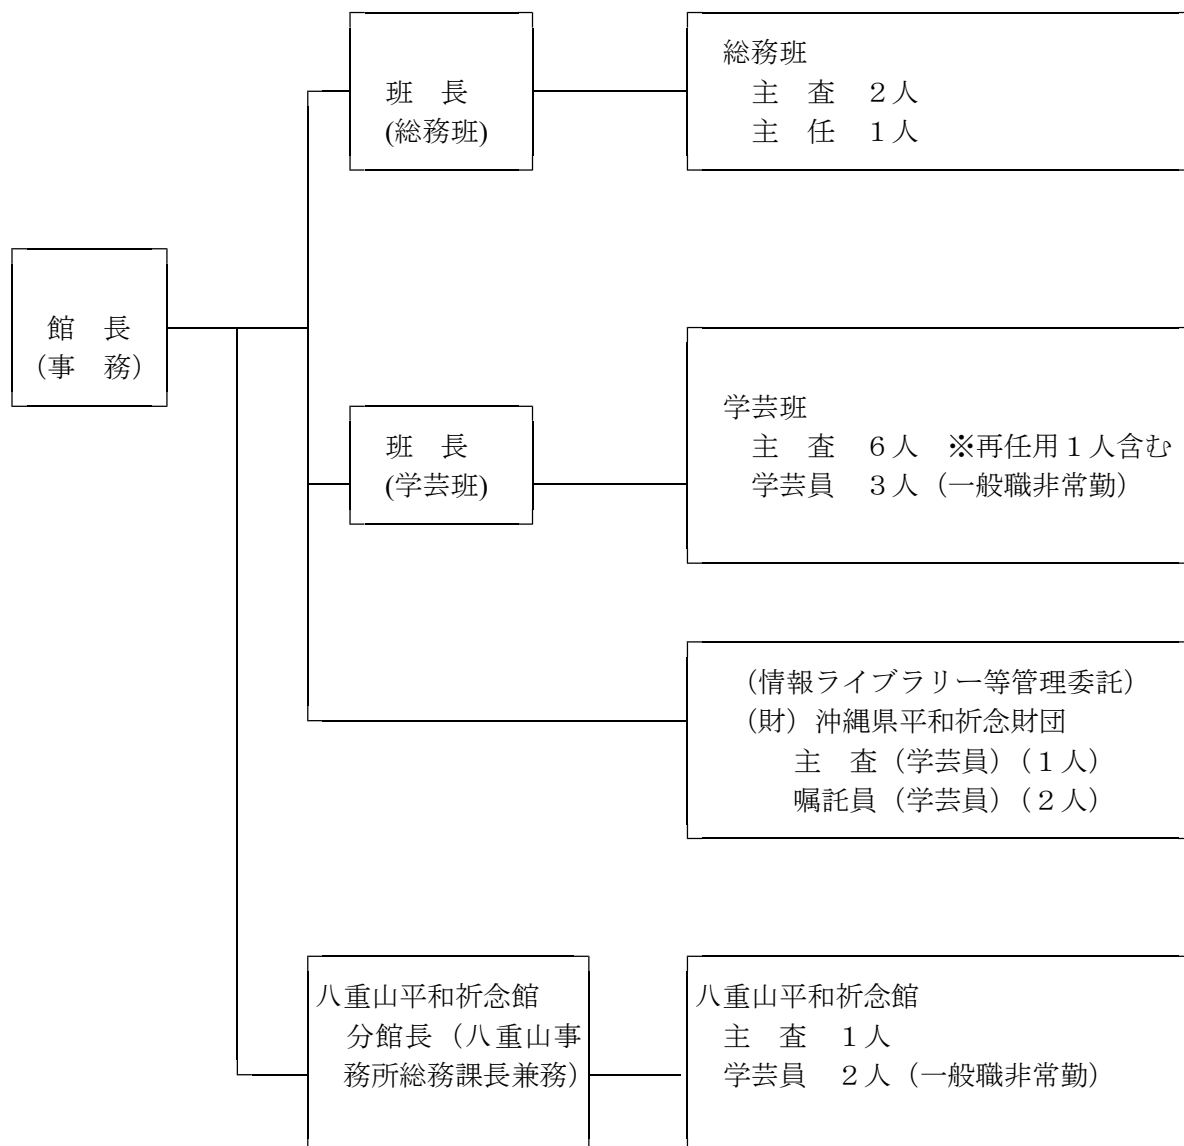 班　長
(総務班)
総務班
主　査　２人
主　任　１人
館　長
（事　務）
班　長
(学芸班)
学芸班
主　査　６人　※再任用１人含む
学芸員　３人（一般職非常勤）
（情報ライブラリー等管理委託）
（財）沖縄県平和祈念財団
主　査（学芸員）（１人）
嘱託員（学芸員）（２人）
八重山平和祈念館
分館長（八重山事
務所総務課長兼務）
八重山平和祈念館
主　査　１人
学芸員　２人（一般職非常勤）